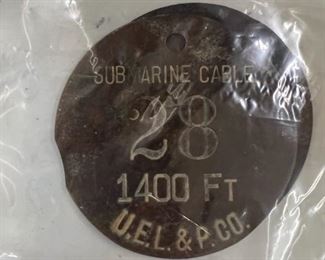 SUBMARINE CABLE
28
1400 FT
U.E.L. & P. CO.